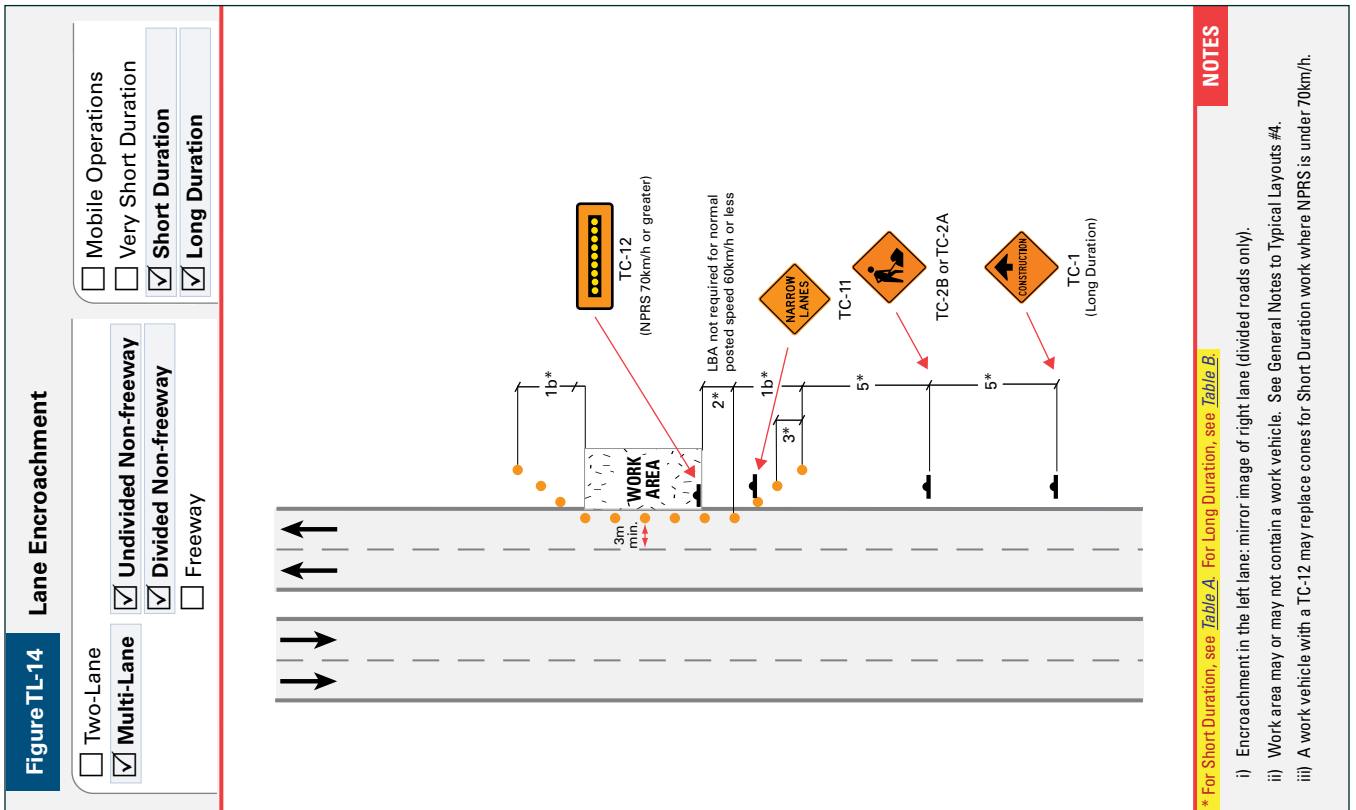 Figure TL-14 Lane Encroachment
Two-Lane
Multi-Lane
Undivided Non-freeway
Divided Non-freeway
Freeway
Mobile Operations
Very Short Duration
Short Duration
Long Duration
1b*
WORK
AREA
3m
min.
TC-12
(NPRS 70km/h or greater)
2*
LBA not required for normal
posted speed 60km/h or less
1b*
3*
NARROW
LANES
TC-11
5*
TC-2B or TC-2A
5*
CONSTRUCTION
TC-1
(Long Duration)
NOTES
* For Short Duration, see Table A. For Long Duration, see Table B.
i) Encroachment in the left lane: mirror image of right lane (divided roads only).
ii) Work area may or may not contain a work vehicle. See General Notes to Typical Layouts #4.
iii) A work vehicle with a TC-12 may replace cones for Short Duration work where NPRS is under 70km/h.